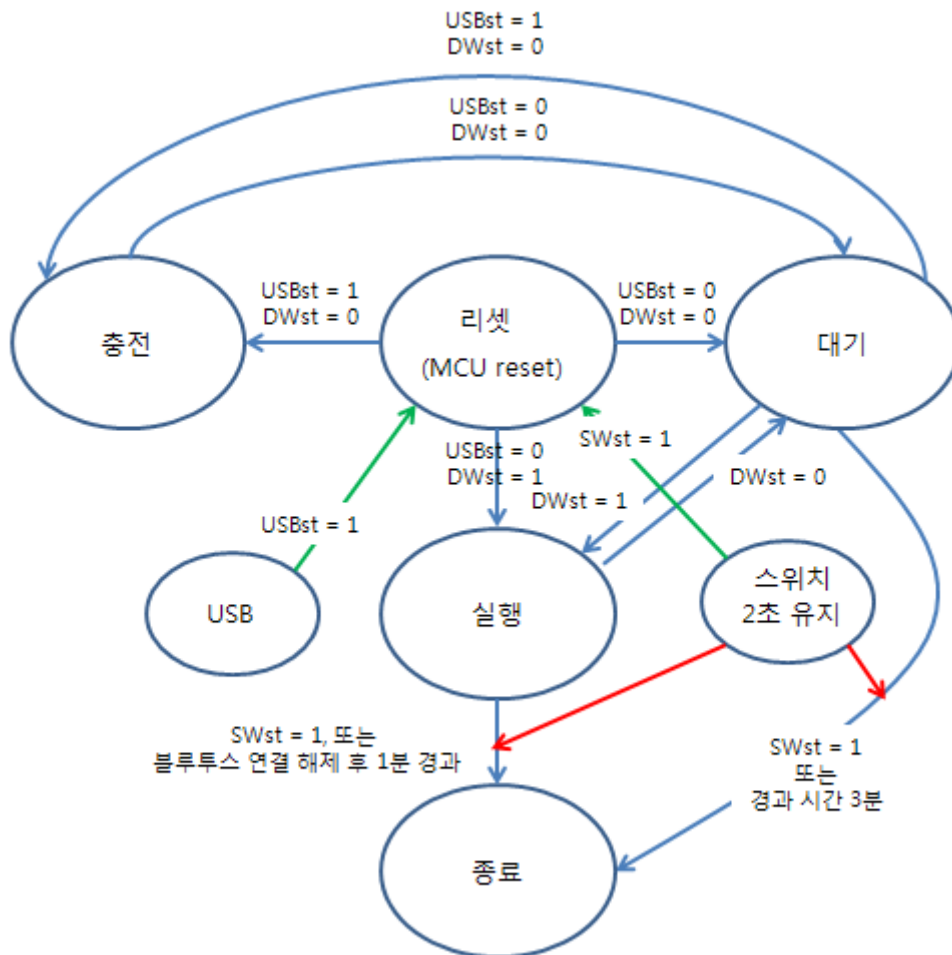 USBst = 1
DWst = 0
USBst = 0
DWst = 0
충전
USBst = 1
DWst = 0
리셋
(MCU reset)
USBst = 0
DWst = 0
대기
USBst = 0
DWst = 1
SWst = 1
DWst = 1
DWst = 0
USBst = 1
USB
실행
스위치
2초 유지
SWst = 1, 또는
블루투스 연결 해제 후 1분 경과
SWst = 1
또는
경과 시간 3분
종료